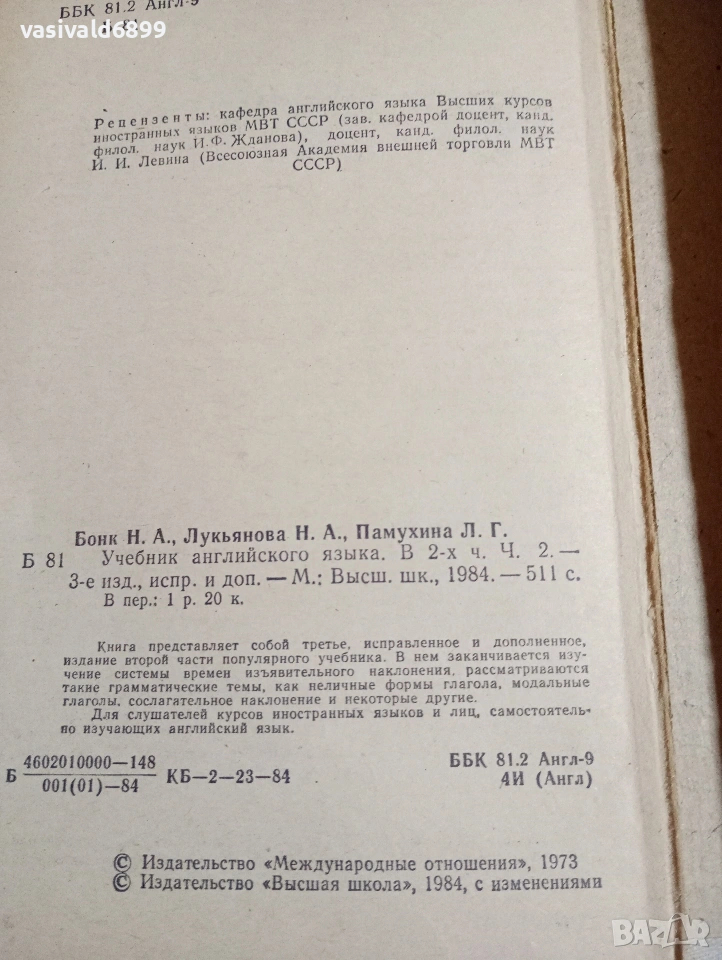 ББК 81.2 Англ-9
vasivald6899
Б 81
Рецензенты: кафедра английского языка Высших курсов
иностранных языков МВТ СССР (зав. кафедрой доцент, канд.
филол. наук И.Ф. Жданова), доцент, канд. филол. наук
И. И. Левина (Всесоюзная Академия внешней торговли МВТ
СССР)
Бонк Н. А., Лукьянова Н. А., Памухина Л. Г.
Б 81 Учебник английского языка. В 2-х ч. Ч. 2.—
3-е изд., испр. и доп. — М.: Высш. шк., 1984. — 511 с.
В пер.: 1 р. 20 к.
Книга представляет собой третье, исправленное и дополненное,
издание второй части популярного учебника. В нем заканчивается изу-
чение системы времен изъявительного наклонения, рассматриваются
такие грамматические темы, как неличные формы глагола, модальные
глаголы, сослагательное наклонение и некоторые другие.
Для слушателей курсов иностранных языков и лиц, самостоятель-
но изучающих английский язык.
Б 4602010000—148
001(01)—84 КБ—2—23—84
ББК 81.2 Англ-9
4И (Англ)
© Издательство «Международные отношения», 1973
© Издательство «Высшая школа», 1984, с изменениями
BAZAR